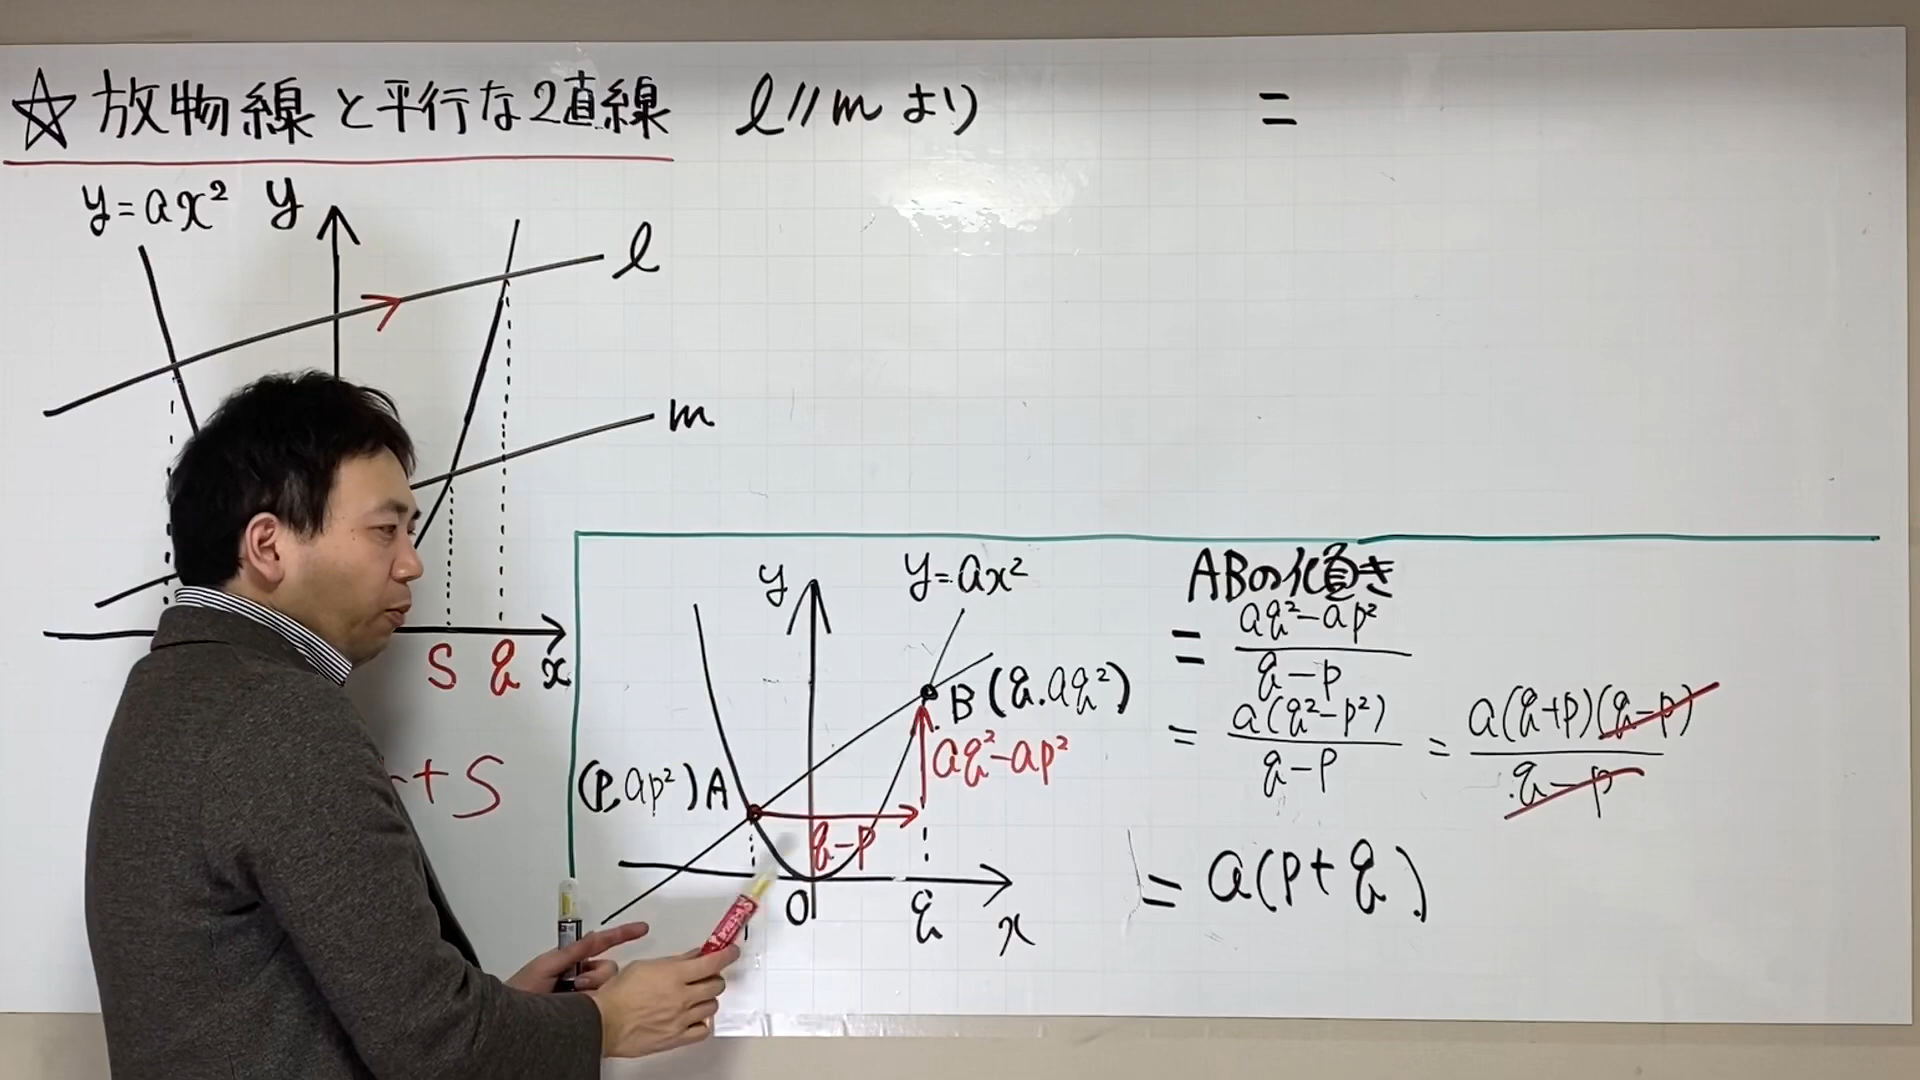 ☆放物線と平行な2直線
l//mより
=
y=ax²
y
l
m
S q x
+S
y
y=ax²
B(q.aq²)
aq²-ap²
(p,ap²)A
q-p
O
q
x
ABの傾き
= aq²-ap² / q-p
= a(q²-p²) / q-p = a(q+p)(q-p) / q-p
= a(p+q)